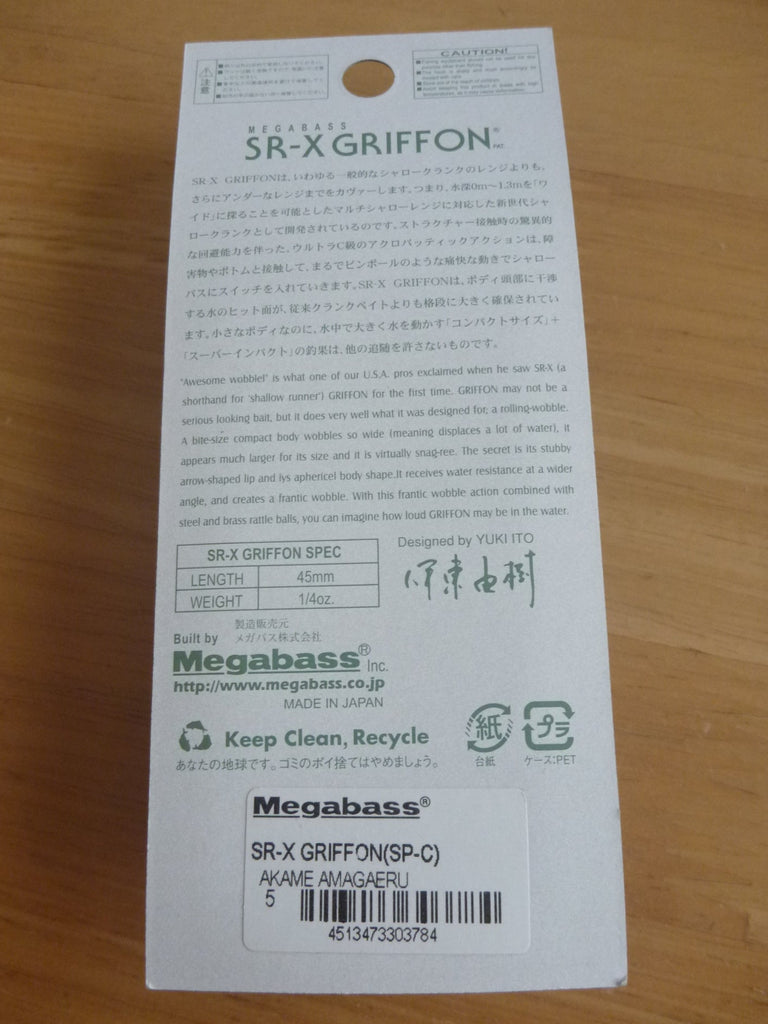 注意
CAUTION!
Fishing equipment should not be used for any
purpose other than fishing.
MEGABASS
SR-X GRIFFON®
PAT.
SR X GRIFFONは、いわゆる一般的なシャロークランクのレンジよりも、
さらにアンダーなレンジまでをカヴァーします。つまり、水深0m〜1.3mを「ワ
イド」に探ることを可能としたマルチシャローレンジに対応した新世代シャ
ロークランクとして開発されているのです。ストラクチャー接触時の驚異的
な回避能力を伴った、ウルトラC級のアクロバッティックアクションは、障
害物やボトムと接触して、まるでピンボールのような痛快な動きでシャロー
バスにスイッチを入れていきます。SR-X GRIFFONは、ボディ頭部に干渉
する水のヒット面が、従来クランクベイトよりも格段に大きく確保されてい
ます。小さなボディなのに、水中で大きく水を動かす「コンパクトサイズ」+
「スーパーインパクト」の釣果は、他の追随を許さないものです。
"Awesome wobble!" is what one of our U.S.A. pros exclaimed when he saw SR-X (a
shorthand for 'shallow runner') GRIFFON for the first time. GRIFFON may not be a
serious looking bait, but it does very well what it was designed for; a rolling-wobble.
A bite-size compact body wobbles so wide (meaning displaces a lot of water), it
appears much larger for its size and it is virtually snag-ree. The secret is its stubby
arrow-shaped lip and lys aphericel body shape.It receives water resistance at a wider
angle, and creates a frantic wobble. With this frantic wobble action combined with
steel and brass rattle balls, you can imagine how loud GRIFFON may be in the water.
SR-X GRIFFON SPEC
LENGTH 45mm
WEIGHT 1/4oz.
Designed by YUKI ITO
伊東由樹
製造販売元
Built by メガバス株式会社
Megabass® Inc.
http://www.megabass.co.jp
MADE IN JAPAN
Keep Clean, Recycle
あなたの地球です。ゴミのポイ捨てはやめましょう。
紙
台紙
プラ
ケース:PET
Megabass®
SR-X GRIFFON(SP-C)
AKAME AMAGAERU
5
4513473303784